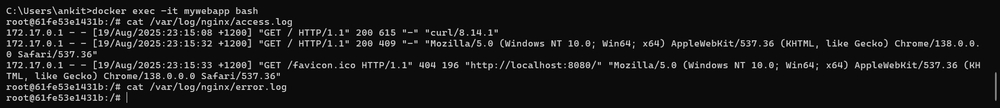 C:\Users\ankit>docker exec -it mywebapp bash
root@61fe53e1431b:/# cat /var/log/nginx/access.log
172.17.0.1 - - [19/Aug/2025:23:15:08 +1200] "GET / HTTP/1.1" 200 615 "-" "curl/8.14.1"
172.17.0.1 - - [19/Aug/2025:23:15:32 +1200] "GET / HTTP/1.1" 200 409 "-" "Mozilla/5.0 (Windows NT 10.0; Win64; x64) AppleWebKit/537.36 (KHTML, like Gecko) Chrome/138.0.0.
0 Safari/537.36"
172.17.0.1 - - [19/Aug/2025:23:15:33 +1200] "GET /favicon.ico HTTP/1.1" 404 196 "http://localhost:8080/" "Mozilla/5.0 (Windows NT 10.0; Win64; x64) AppleWebKit/537.36 (KH
TML, like Gecko) Chrome/138.0.0.0 Safari/537.36"
root@61fe53e1431b:/# cat /var/log/nginx/error.log
root@61fe53e1431b:/#